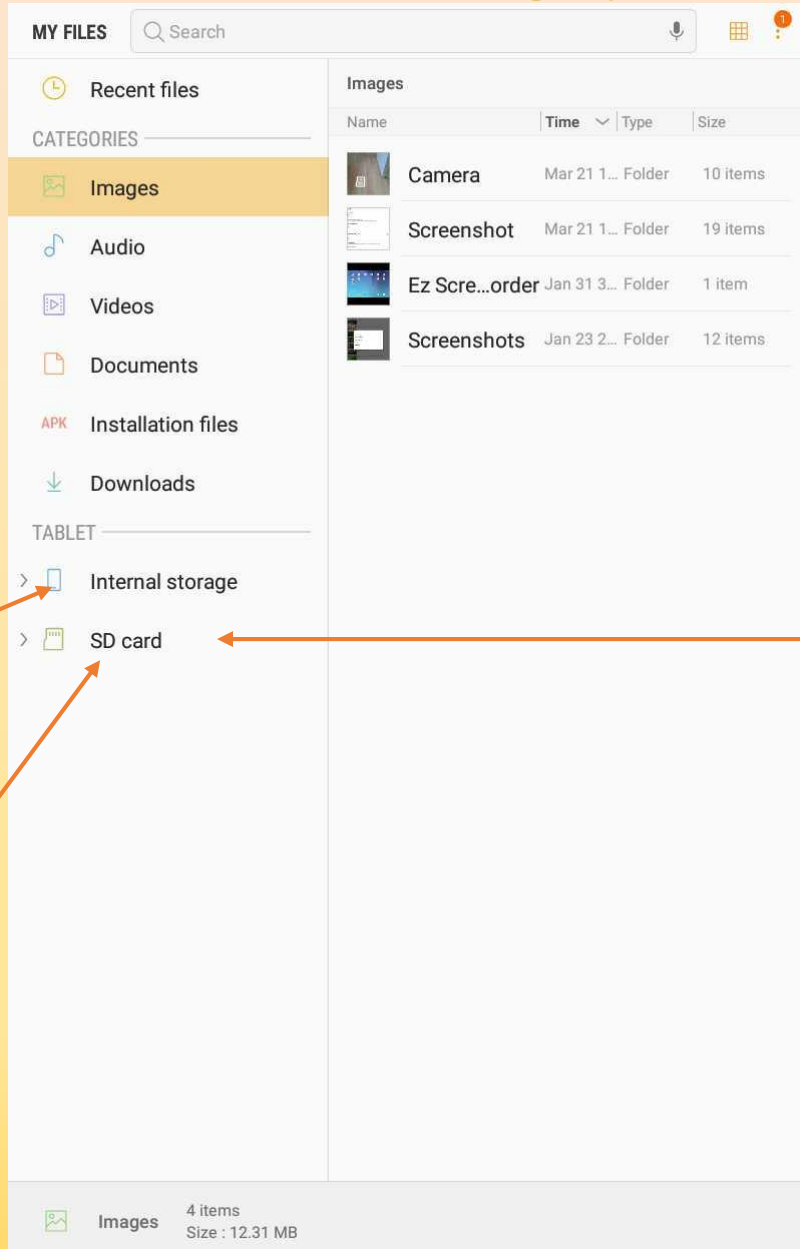 MY FILES
Search
1
Recent files
CATEGORIES
Images
Audio
Videos
Documents
APK Installation files
Downloads
TABLET
Internal storage
SD card
Images
Name Time Type Size
Camera Mar 21 1... Folder 10 items
Screenshot Mar 21 1... Folder 19 items
Ez Scre...order Jan 31 3... Folder 1 item
Screenshots Jan 23 2... Folder 12 items
Images
4 items
Size : 12.31 MB